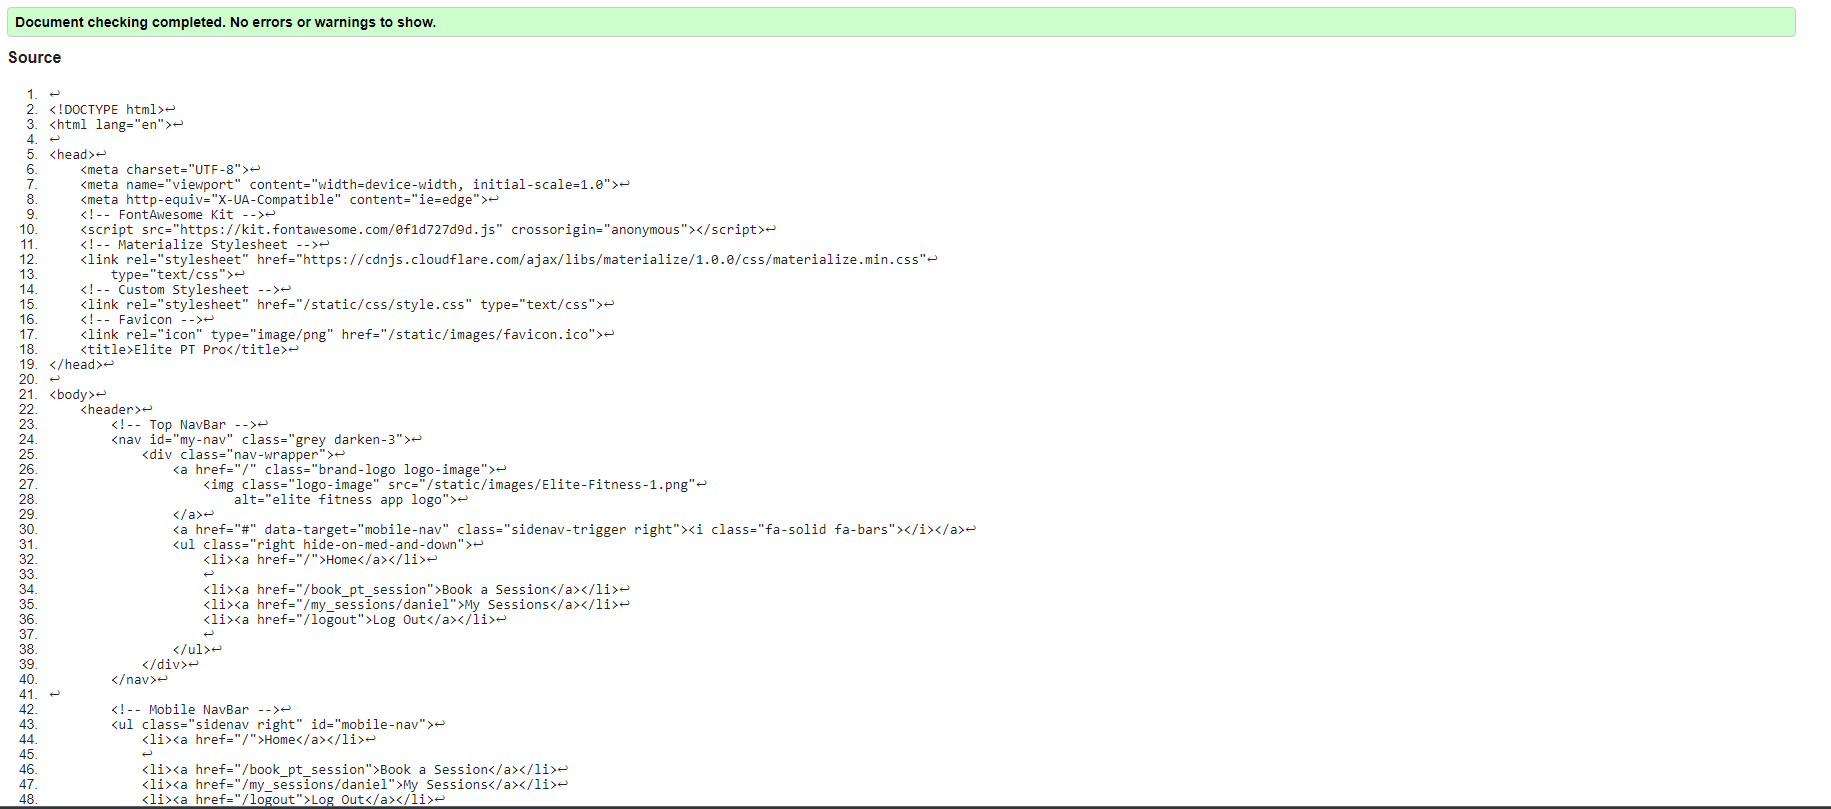 Document checking completed. No errors or warnings to show.
Source
1. ↩
2. <!DOCTYPE html>↩
3. <html lang="en">↩
4. ↩
5. <head>↩
6.     <meta charset="UTF-8">↩
7.     <meta name="viewport" content="width=device-width, initial-scale=1.0">↩
8.     <meta http-equiv="X-UA-Compatible" content="ie=edge">↩
9.     <!-- FontAwesome Kit -->↩
10.     <script src="https://kit.fontawesome.com/0f1d727d9d.js" crossorigin="anonymous"></script>↩
11.     <!-- Materialize Stylesheet -->↩
12.     <link rel="stylesheet" href="https://cdnjs.cloudflare.com/ajax/libs/materialize/1.0.0/css/materialize.min.css"↩
13.         type="text/css">↩
14.     <!-- Custom Stylesheet -->↩
15.     <link rel="stylesheet" href="/static/css/style.css" type="text/css">↩
16.     <!-- Favicon -->↩
17.     <link rel="icon" type="image/png" href="/static/images/favicon.ico">↩
18.     <title>Elite PT Pro</title>↩
19. </head>↩
20. ↩
21. <body>↩
22.     <header>↩
23.         <!-- Top NavBar -->↩
24.         <nav id="my-nav" class="grey darken-3">↩
25.             <div class="nav-wrapper">↩
26.                 <a href="/" class="brand-logo logo-image">↩
27.                     <img class="logo-image" src="/static/images/Elite-Fitness-1.png"↩
28.                         alt="elite fitness app logo">↩
29.                 </a>↩
30.                 <a href="#" data-target="mobile-nav" class="sidenav-trigger right"><i class="fa-solid fa-bars"></i></a>↩
31.                 <ul class="right hide-on-med-and-down">↩
32.                     <li><a href="/">Home</a></li>↩
33.                     ↩
34.                     <li><a href="/book_pt_session">Book a Session</a></li>↩
35.                     <li><a href="/my_sessions/daniel">My Sessions</a></li>↩
36.                     <li><a href="/logout">Log Out</a></li>↩
37.                     ↩
38.                 </ul>↩
39.             </div>↩
40.         </nav>↩
41. ↩
42.         <!-- Mobile NavBar -->↩
43.         <ul class="sidenav right" id="mobile-nav">↩
44.             <li><a href="/">Home</a></li>↩
45.             ↩
46.             <li><a href="/book_pt_session">Book a Session</a></li>↩
47.             <li><a href="/my_sessions/daniel">My Sessions</a></li>↩
48.             <li><a href="/logout">Log Out</a></li>↩